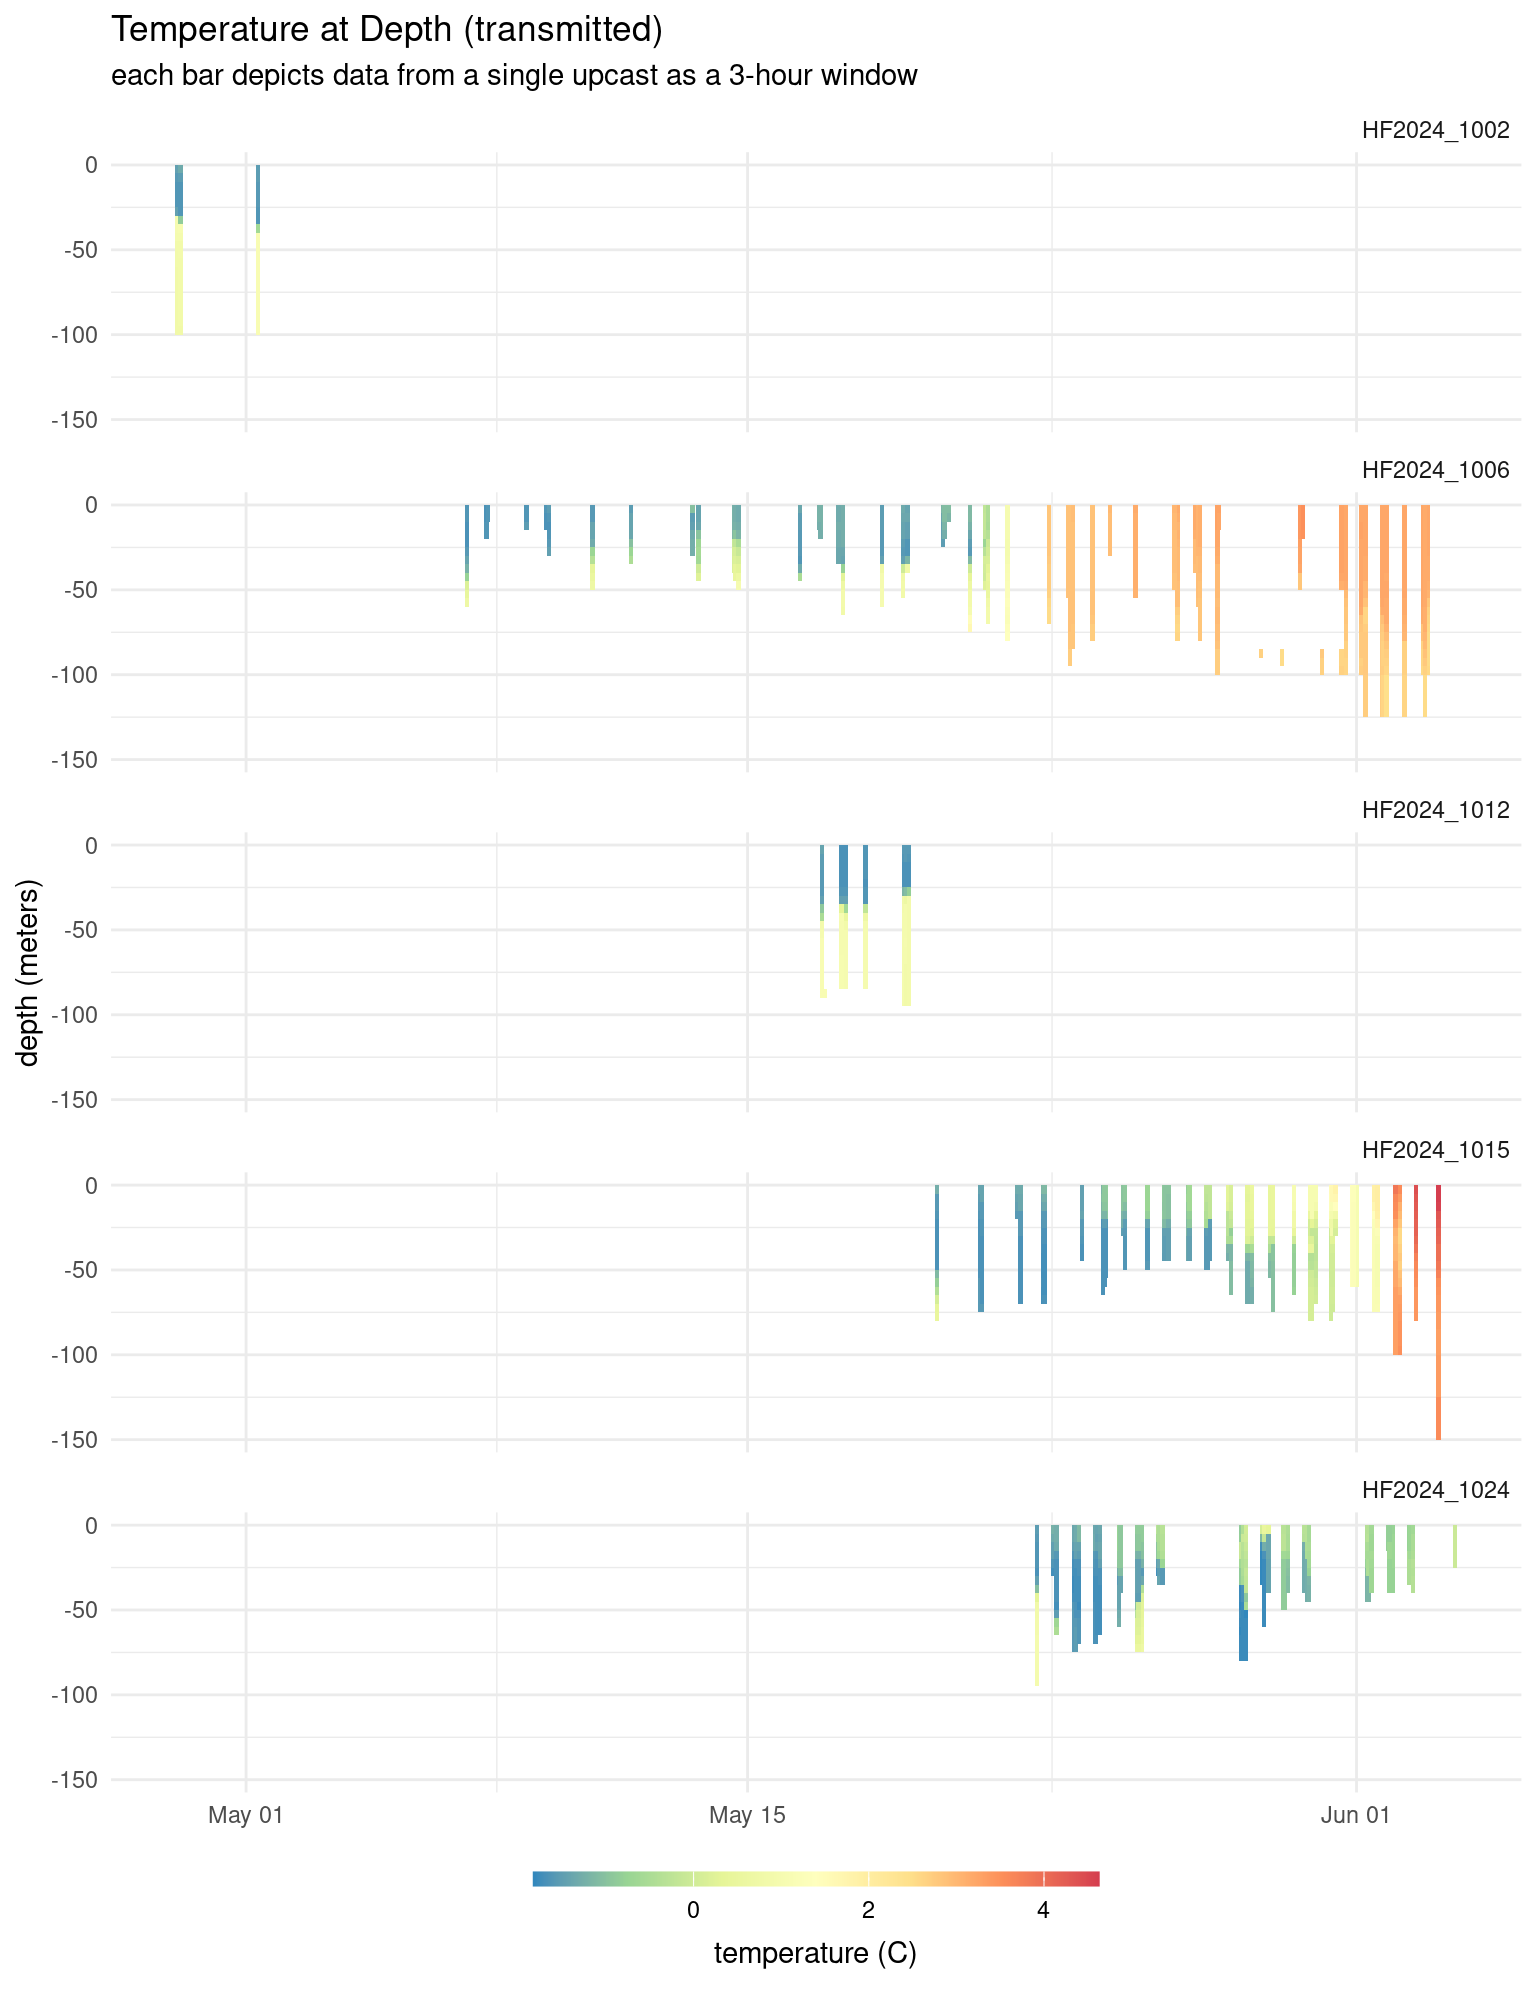 Temperature at Depth (transmitted)
each bar depicts data from a single upcast as a 3-hour window
HF2024_1002
0
-50
-100
-150
HF2024_1006
0
-50
-100
-150
HF2024_1012
0
-50
-100
-150
depth (meters)
HF2024_1015
0
-50
-100
-150
HF2024_1024
0
-50
-100
-150
May 01 May 15 Jun 01
0 2 4
temperature (C)